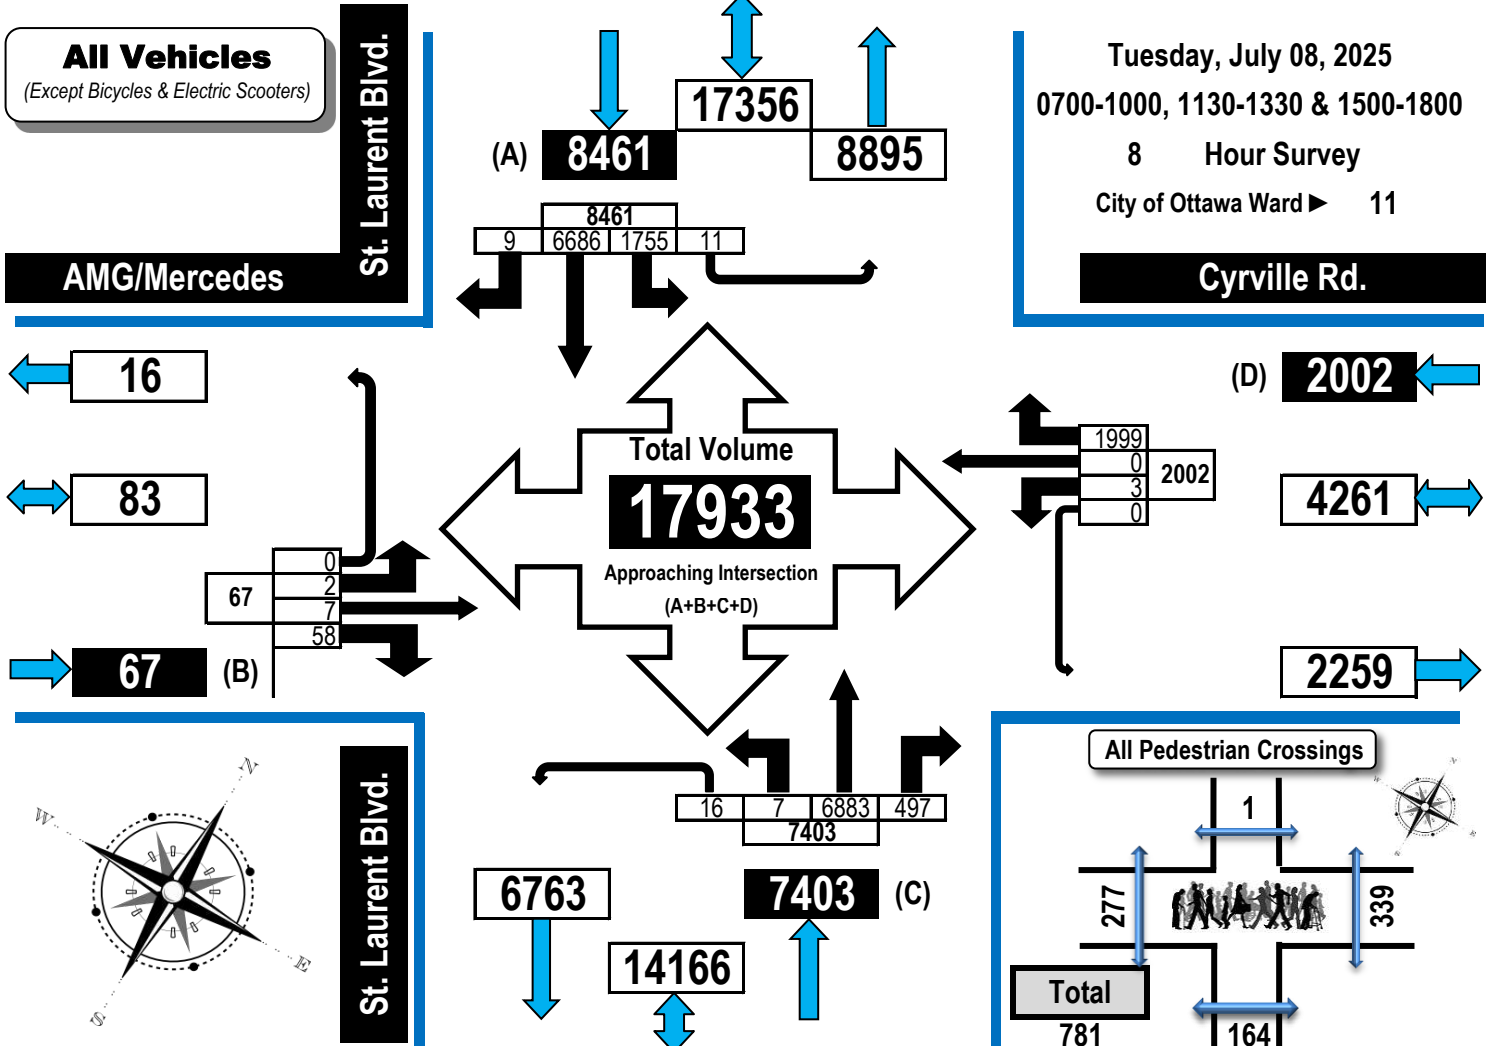 All Vehicles
(Except Bicycles & Electric Scooters)
St. Laurent Blvd.
AMG/Mercedes
17356
(A) 8461
8895
8461
9 6686 1755 11
Tuesday, July 08, 2025
0700-1000, 1130-1330 & 1500-1800
8 Hour Survey
City of Ottawa Ward ► 11
Cyrville Rd.
16
83
0
2
67
7
58
67 (B)
Total Volume
17933
Approaching Intersection
(A+B+C+D)
(D) 2002
1999
0
2002
3
0
4261
2259
16 7 6883 497
7403
6763
7403 (C)
14166
St. Laurent Blvd.
N
W
E
S
All Pedestrian Crossings
N
W
E
S
1
277
339
Total
781
164